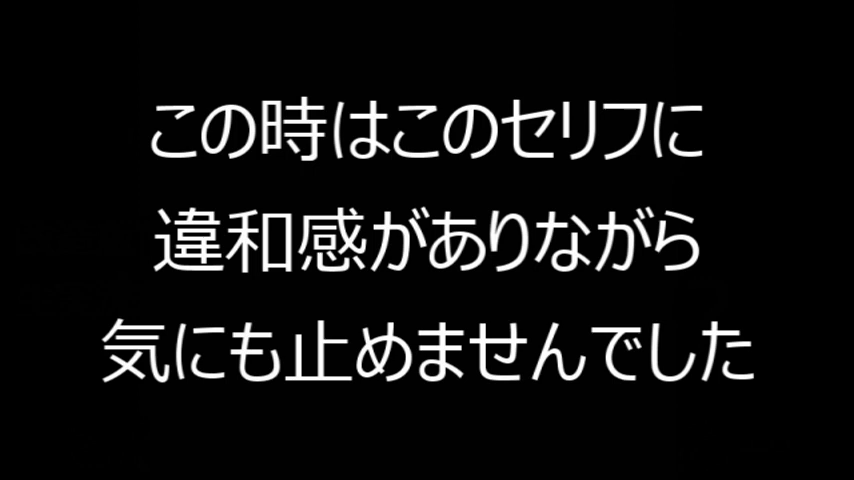 この時はこのセリフに
違和感がありながら
気にも止めませんでした